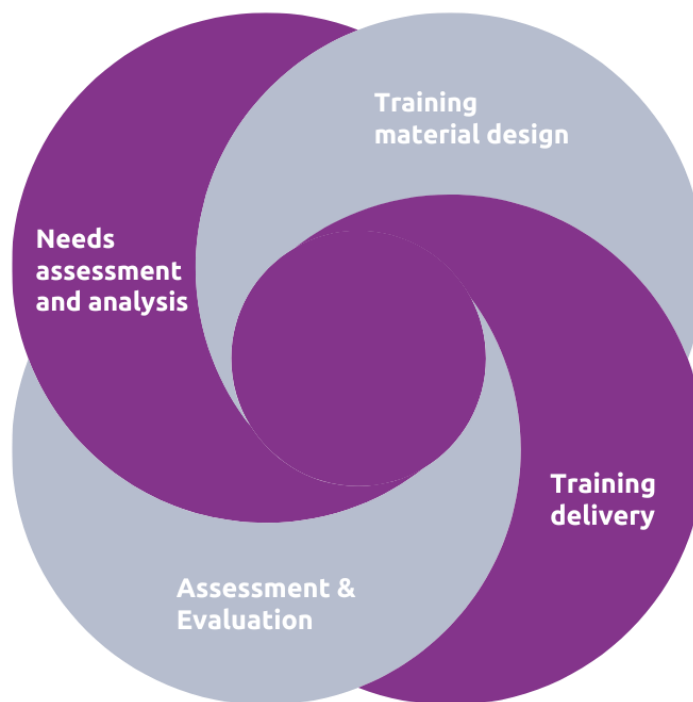 Training
material design
Needs
assessment
and analysis
Training
delivery
Assessment &
Evaluation